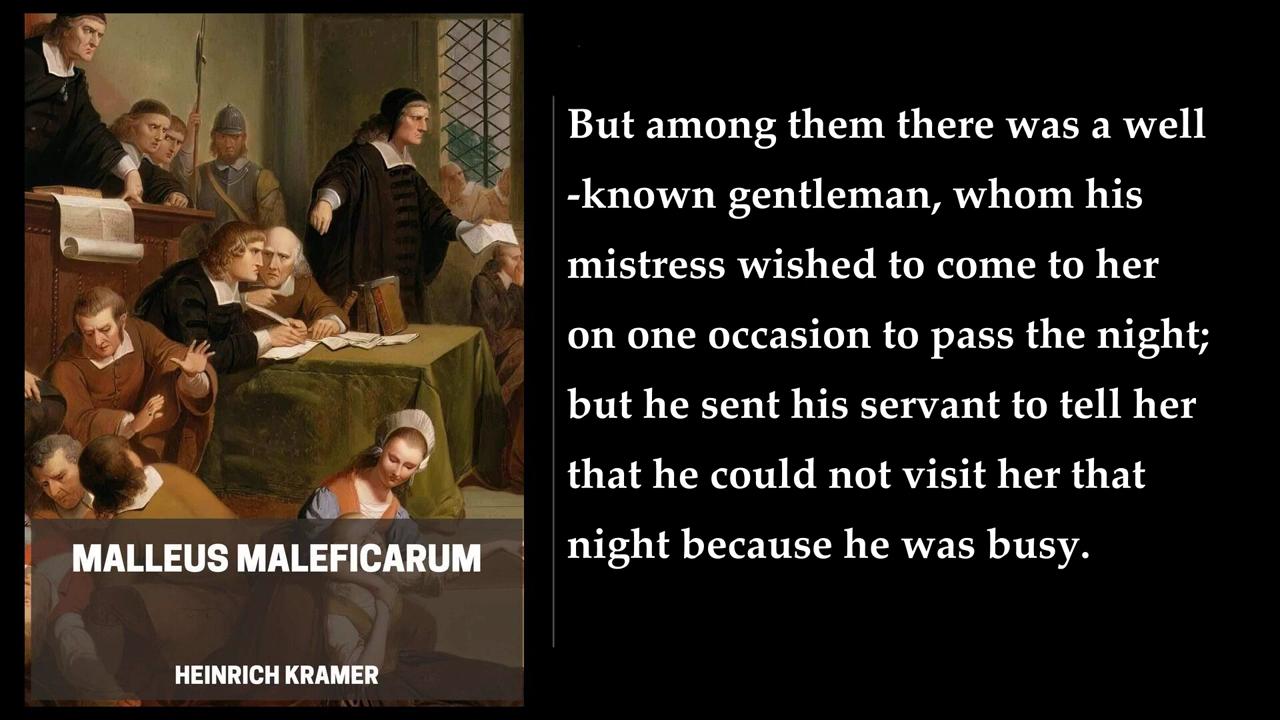 MALLEUS MALEFICARUM
HEINRICH KRAMER
But among them there was a well
-known gentleman, whom his
mistress wished to come to her
on one occasion to pass the night;
but he sent his servant to tell her
that he could not visit her that
night because he was busy.